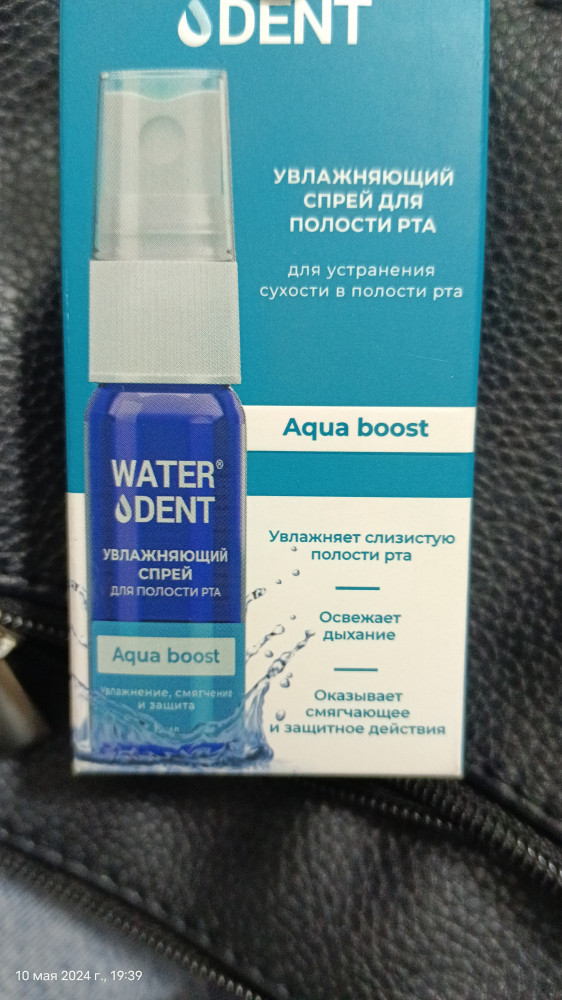 DENT
УВЛАЖНЯЮЩИЙ
СПРЕЙ ДЛЯ
ПОЛОСТИ РТА
для устранения
сухости в полости рта
Aqua boost
WATER®
DENT
УВЛАЖНЯЮЩИЙ
СПРЕЙ
ДЛЯ ПОЛОСТИ РТА
Aqua boost
Увлажнение, смягчение
и защита
Увлажняет слизистую
полости рта
Освежает
дыхание
Оказывает
смягчающее
и защитное действия
10 мая 2024 г., 19:39